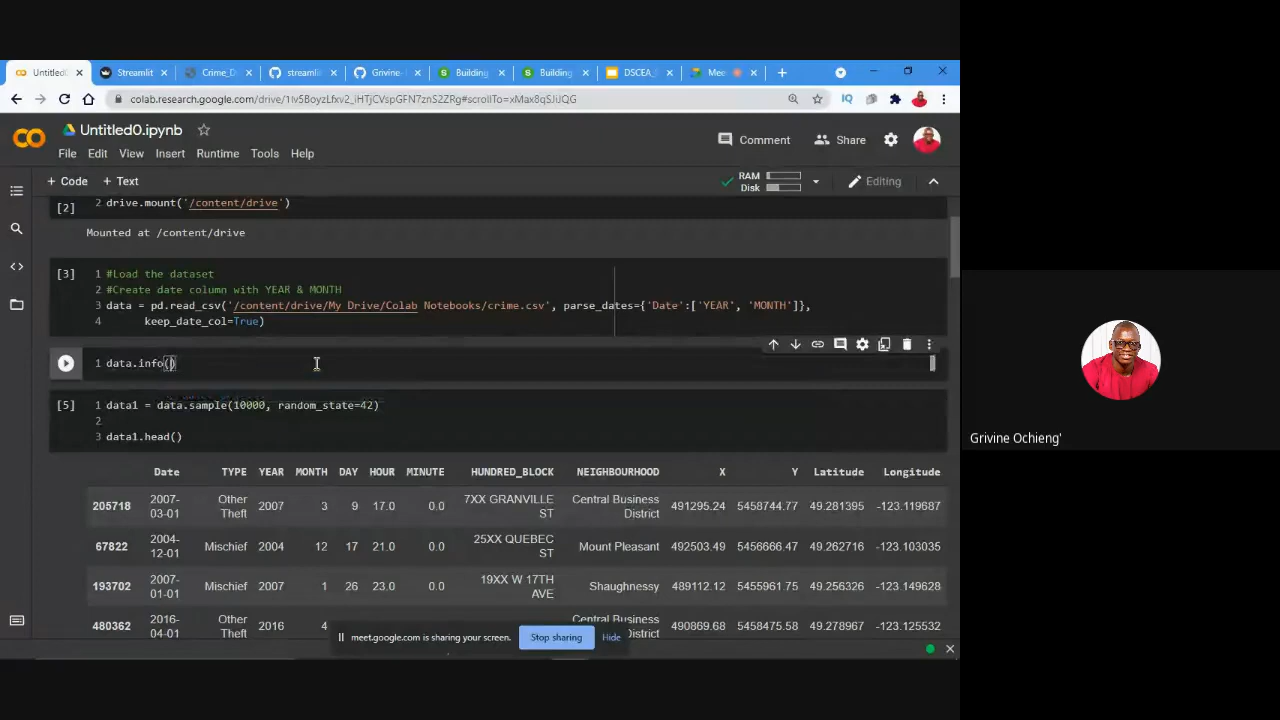 Untitled0
Streamlit
Crime_D
streamlit
Grivine-
Building
Building
DSCEA_
Mee
colab.research.google.com/drive/1IvSBoyzLfxv2_iHTjCVspGFN7znS2ZRg#scrollTo=xMax8qSJiJQG
Untitled0.ipynb
File Edit View Insert Runtime Tools Help
Comment Share
+ Code + Text
RAM
Disk
Editing
[2] 2 drive.mount('/content/drive')
Mounted at /content/drive
[3] 1 #Load the dataset
2 #Create date column with YEAR & MONTH
3 data = pd.read_csv('/content/drive/My Drive/Colab Notebooks/crime.csv', parse_dates={'Date':['YEAR', 'MONTH']},
4 keep_date_col=True)
1 data.info()
[5] 1 data1 = data.sample(10000, random_state=42)
2
3 data1.head()
Date TYPE YEAR MONTH DAY HOUR MINUTE HUNDRED_BLOCK NEIGHBOURHOOD X Y Latitude Longitude
205718 2007-03-01 Other Theft 2007 3 9 17.0 0.0 7XX GRANVILLE ST Central Business District 491295.24 5458744.77 49.281395 -123.119687
67822 2004-12-01 Mischief 2004 12 17 21.0 0.0 25XX QUEBEC ST Mount Pleasant 492503.49 5456666.47 49.262716 -123.103035
193702 2007-01-01 Mischief 2007 1 26 23.0 0.0 19XX W 17TH AVE Shaughnessy 489112.12 5455961.75 49.256326 -123.149628
480362 2016-04-01 Other Theft 2016 4 Central Business District 490869.68 5458475.58 49.278967 -123.125532
meet.google.com is sharing your screen. Stop sharing Hide
Grivine Ochieng'